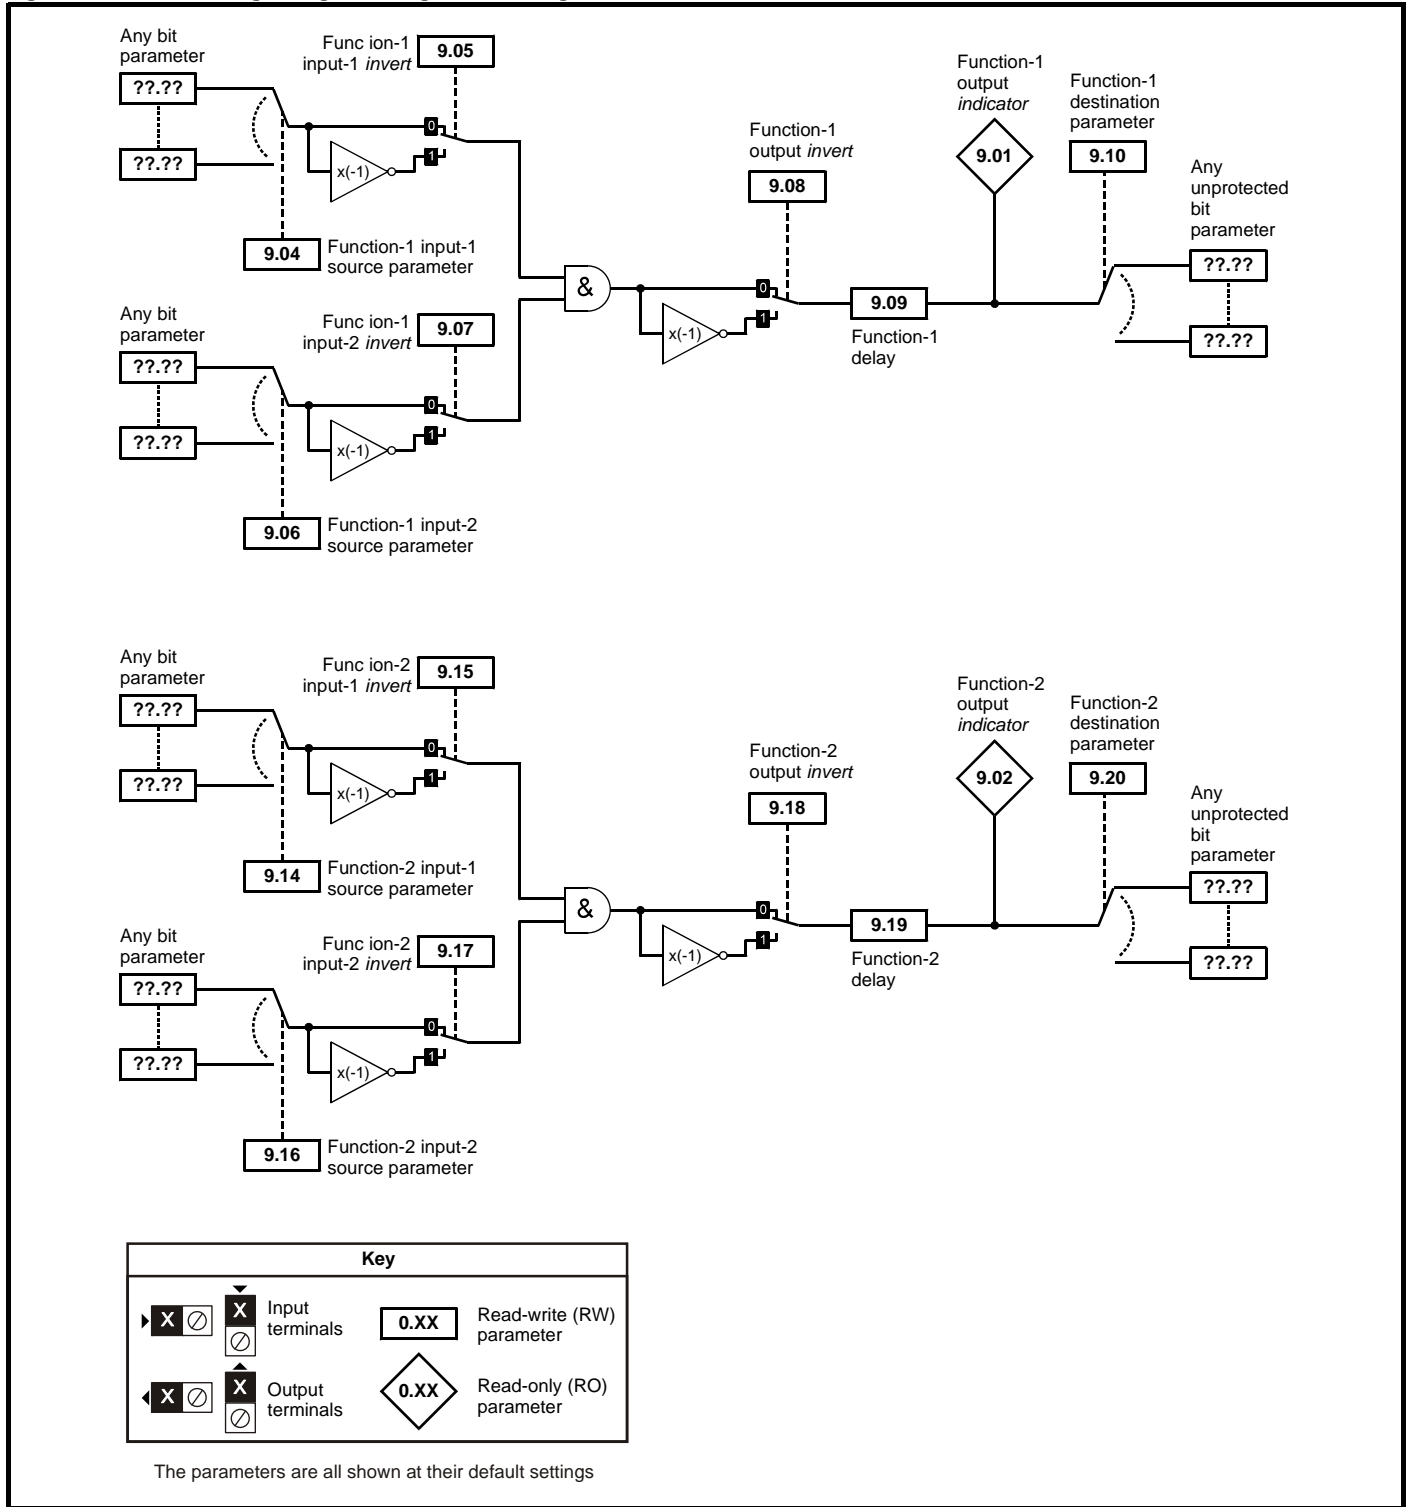 Any bit
parameter
??.??
??.??
Func ion-1
input-1 invert
9.05
0
1
x(-1)
9.04
Function-1 input-1
source parameter
Any bit
parameter
??.??
??.??
Func ion-1
input-2 invert
9.07
0
1
x(-1)
9.06
Function-1 input-2
source parameter
&
Function-1
output invert
9.08
0
1
x(-1)
9.09
Function-1
delay
Function-1
output
indicator
9.01
Function-1
destination
parameter
9.10
Any
unprotected
bit
parameter
??.??
??.??
Any bit
parameter
??.??
??.??
Func ion-2
input-1 invert
9.15
0
1
x(-1)
9.14
Function-2 input-1
source parameter
Any bit
parameter
??.??
??.??
Func ion-2
input-2 invert
9.17
0
1
x(-1)
9.16
Function-2 input-2
source parameter
&
Function-2
output invert
9.18
0
1
x(-1)
9.19
Function-2
delay
Function-2
output
indicator
9.02
Function-2
destination
parameter
9.20
Any
unprotected
bit
parameter
??.??
??.??
Key
X
X
Input
terminals
0.XX
Read-write (RW)
parameter
X
X
Output
terminals
0.XX
Read-only (RO)
parameter
The parameters are all shown at their default settings